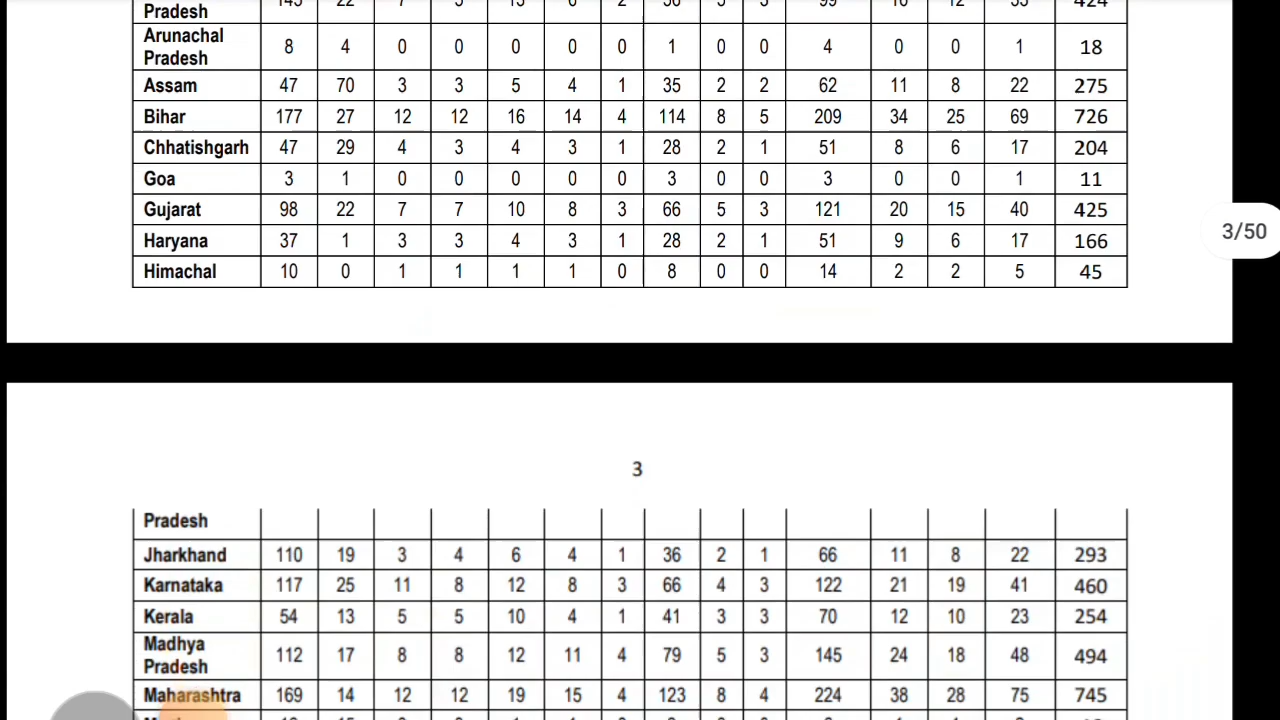 Pradesh 424
Arunachal
Pradesh 8 4 0 0 0 0 0 1 0 0 4 0 0 1 18
Assam 47 70 3 3 5 4 1 35 2 2 62 11 8 22 275
Bihar 177 27 12 12 16 14 4 114 8 5 209 34 25 69 726
Chhatishgarh 47 29 4 3 4 3 1 28 2 1 51 8 6 17 204
Goa 3 1 0 0 0 0 0 3 0 0 3 0 0 1 11
Gujarat 98 22 7 7 10 8 3 66 5 3 121 20 15 40 425
3/50
Haryana 37 1 3 3 4 3 1 28 2 1 51 9 6 17 166
Himachal 10 0 1 1 1 1 0 8 0 0 14 2 2 5 45
3
Pradesh
Jharkhand 110 19 3 4 6 4 1 36 2 1 66 11 8 22 293
Karnataka 117 25 11 8 12 8 3 66 4 3 122 21 19 41 460
Kerala 54 13 5 5 10 4 1 41 3 3 70 12 10 23 254
Madhya
Pradesh 112 17 8 8 12 11 4 79 5 3 145 24 18 48 494
Maharashtra 169 14 12 12 19 15 4 123 8 4 224 38 28 75 745